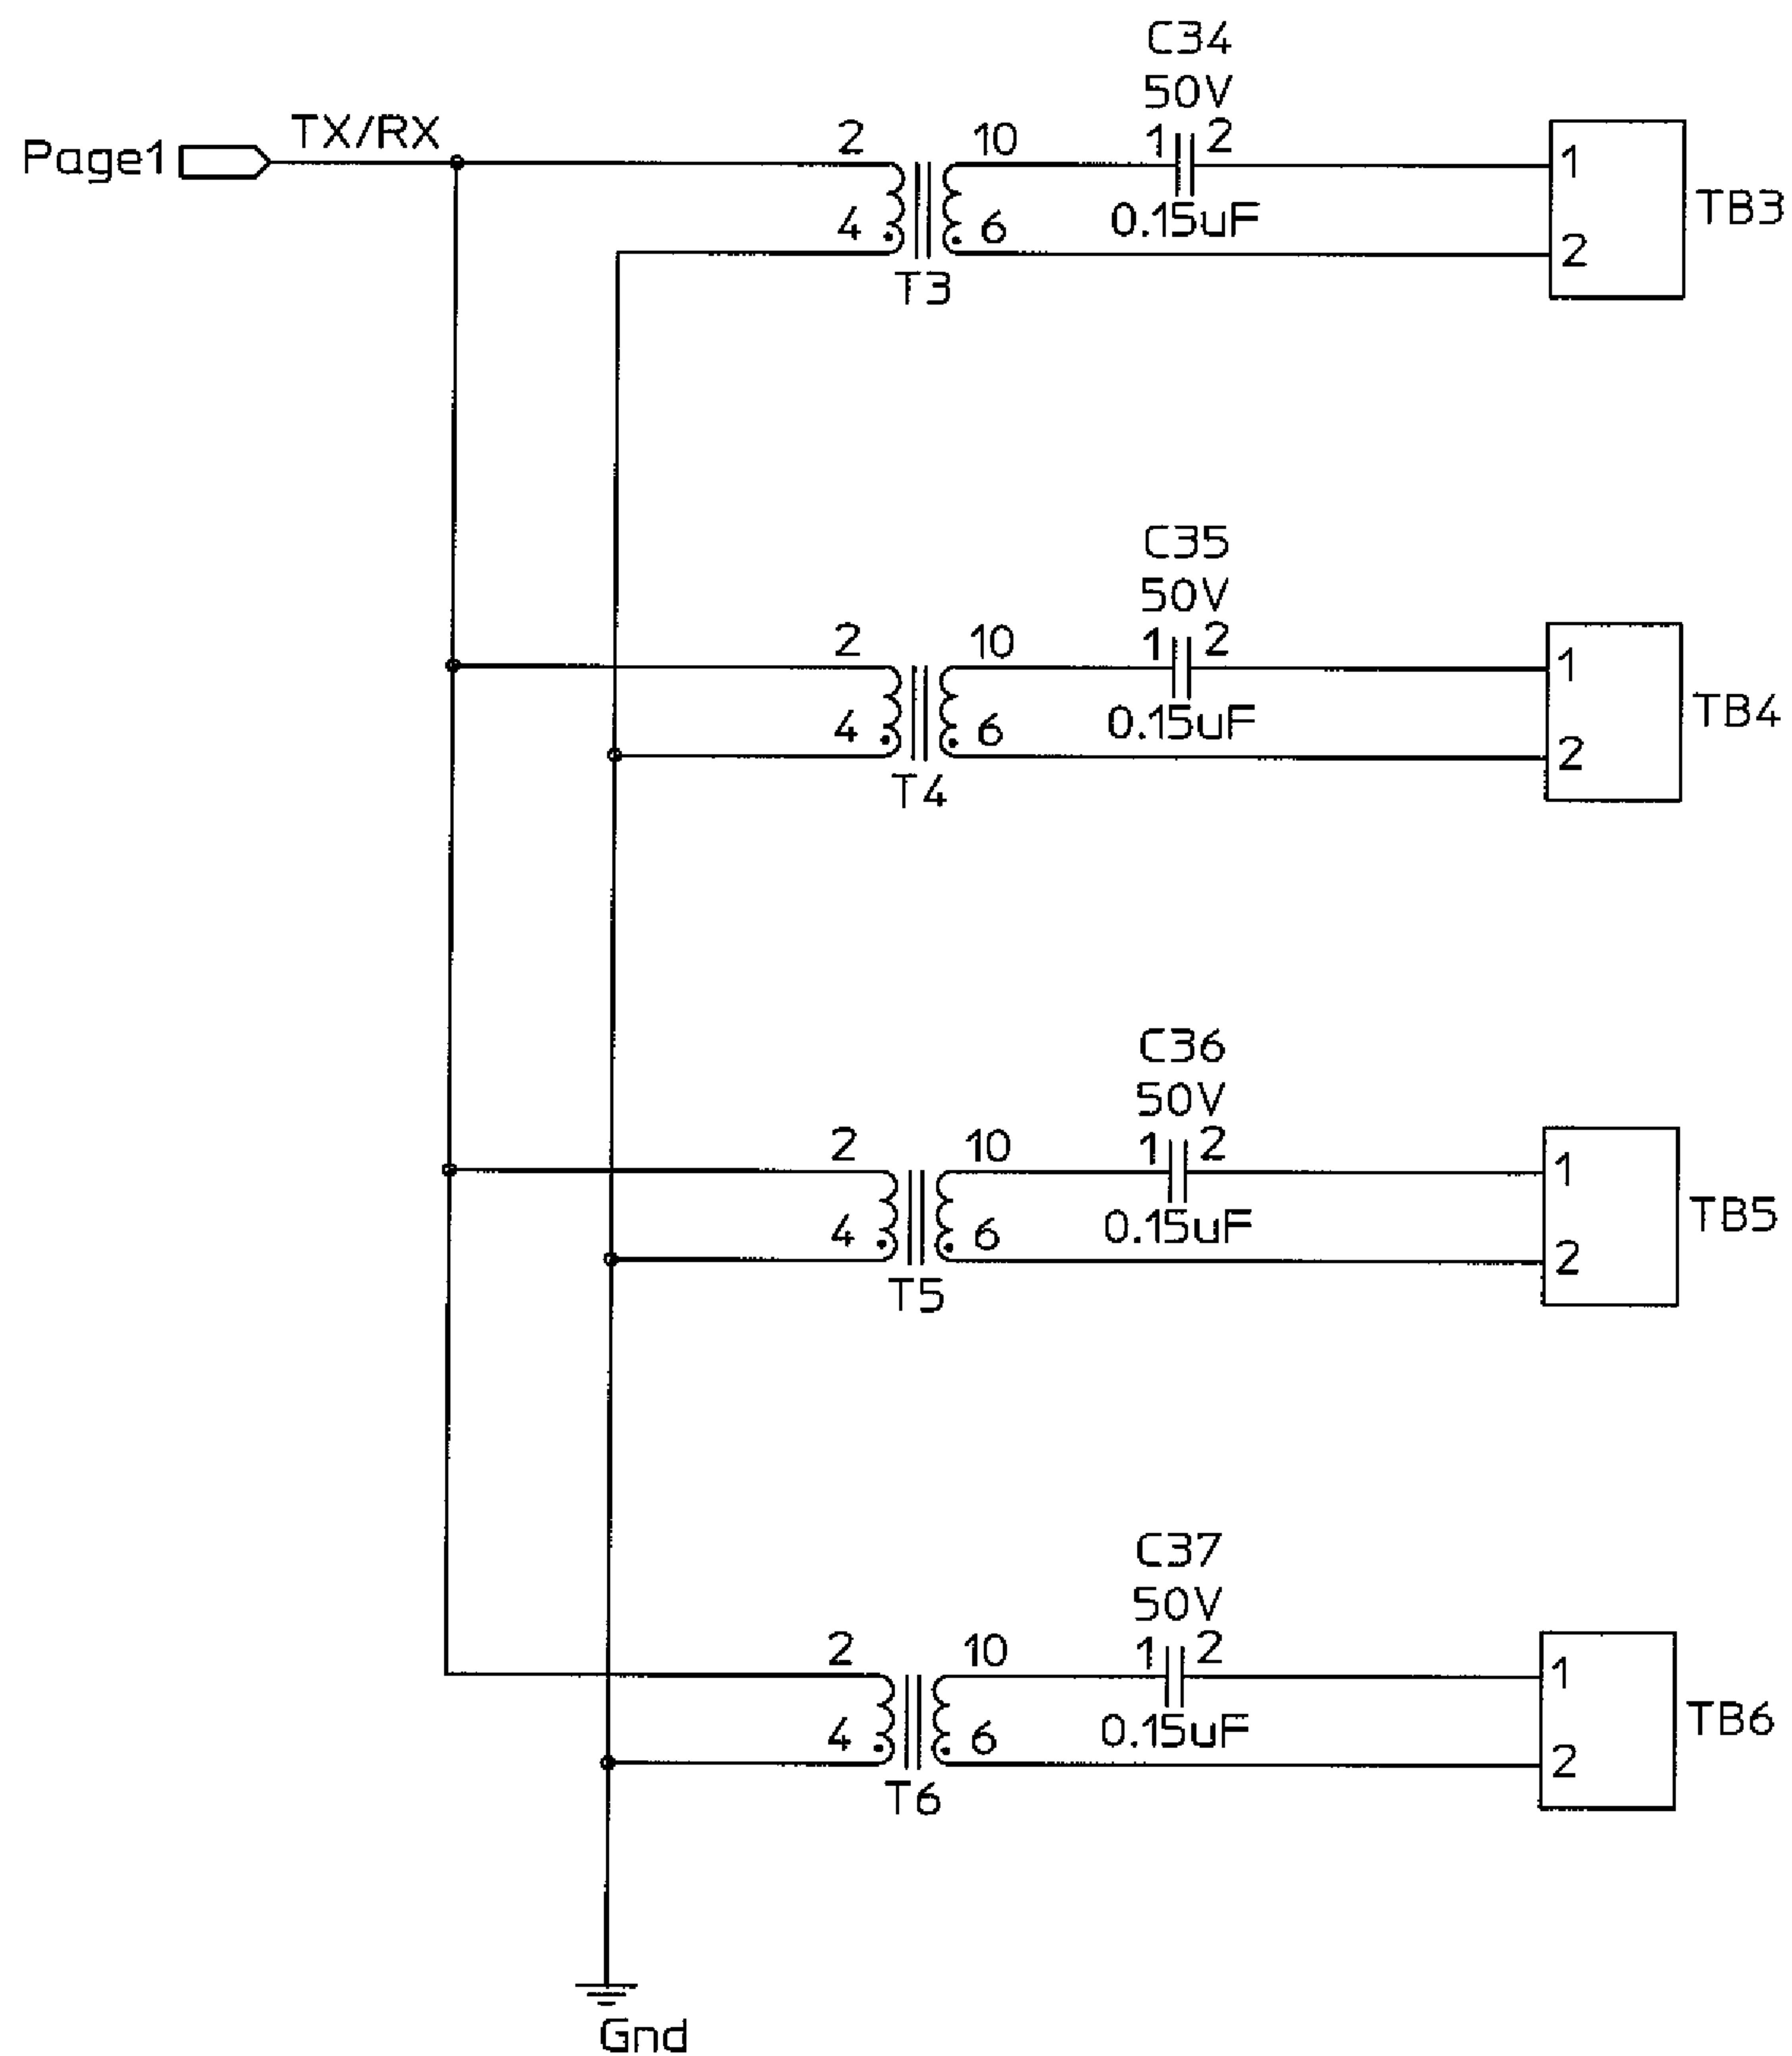 C34
50V
Page1 TX/RX 2 10 1 2 1
4 6 0.15uF 2 TB3
T3
C35
50V
2 10 1 2 1
4 6 0.15uF 2 TB4
T4
C36
50V
2 10 1 2 1
4 6 0.15uF 2 TB5
T5
C37
50V
2 10 1 2 1
4 6 0.15uF 2 TB6
T6
Gnd